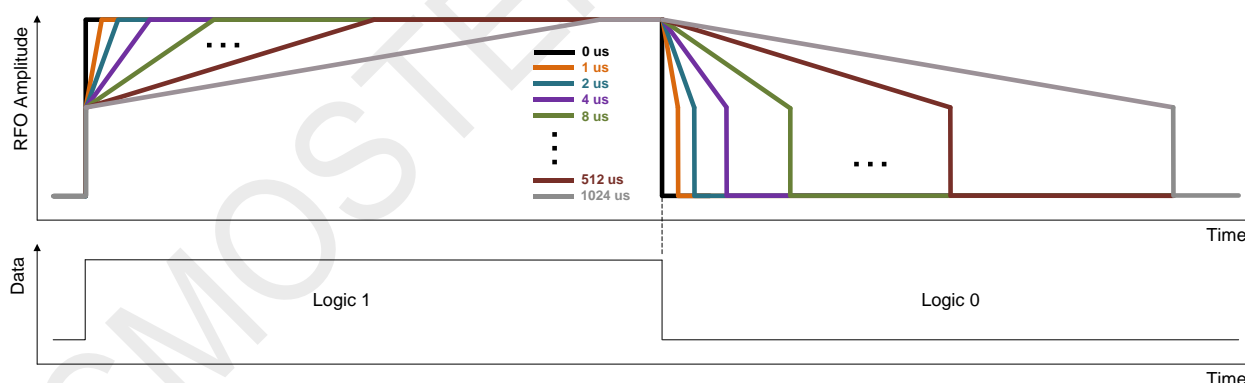 RFO Amplitude
0 us
1 us
2 us
4 us
8 us
512 us
1024 us
Time
Data
Logic 1
Logic 0
Time
CMOSTEK